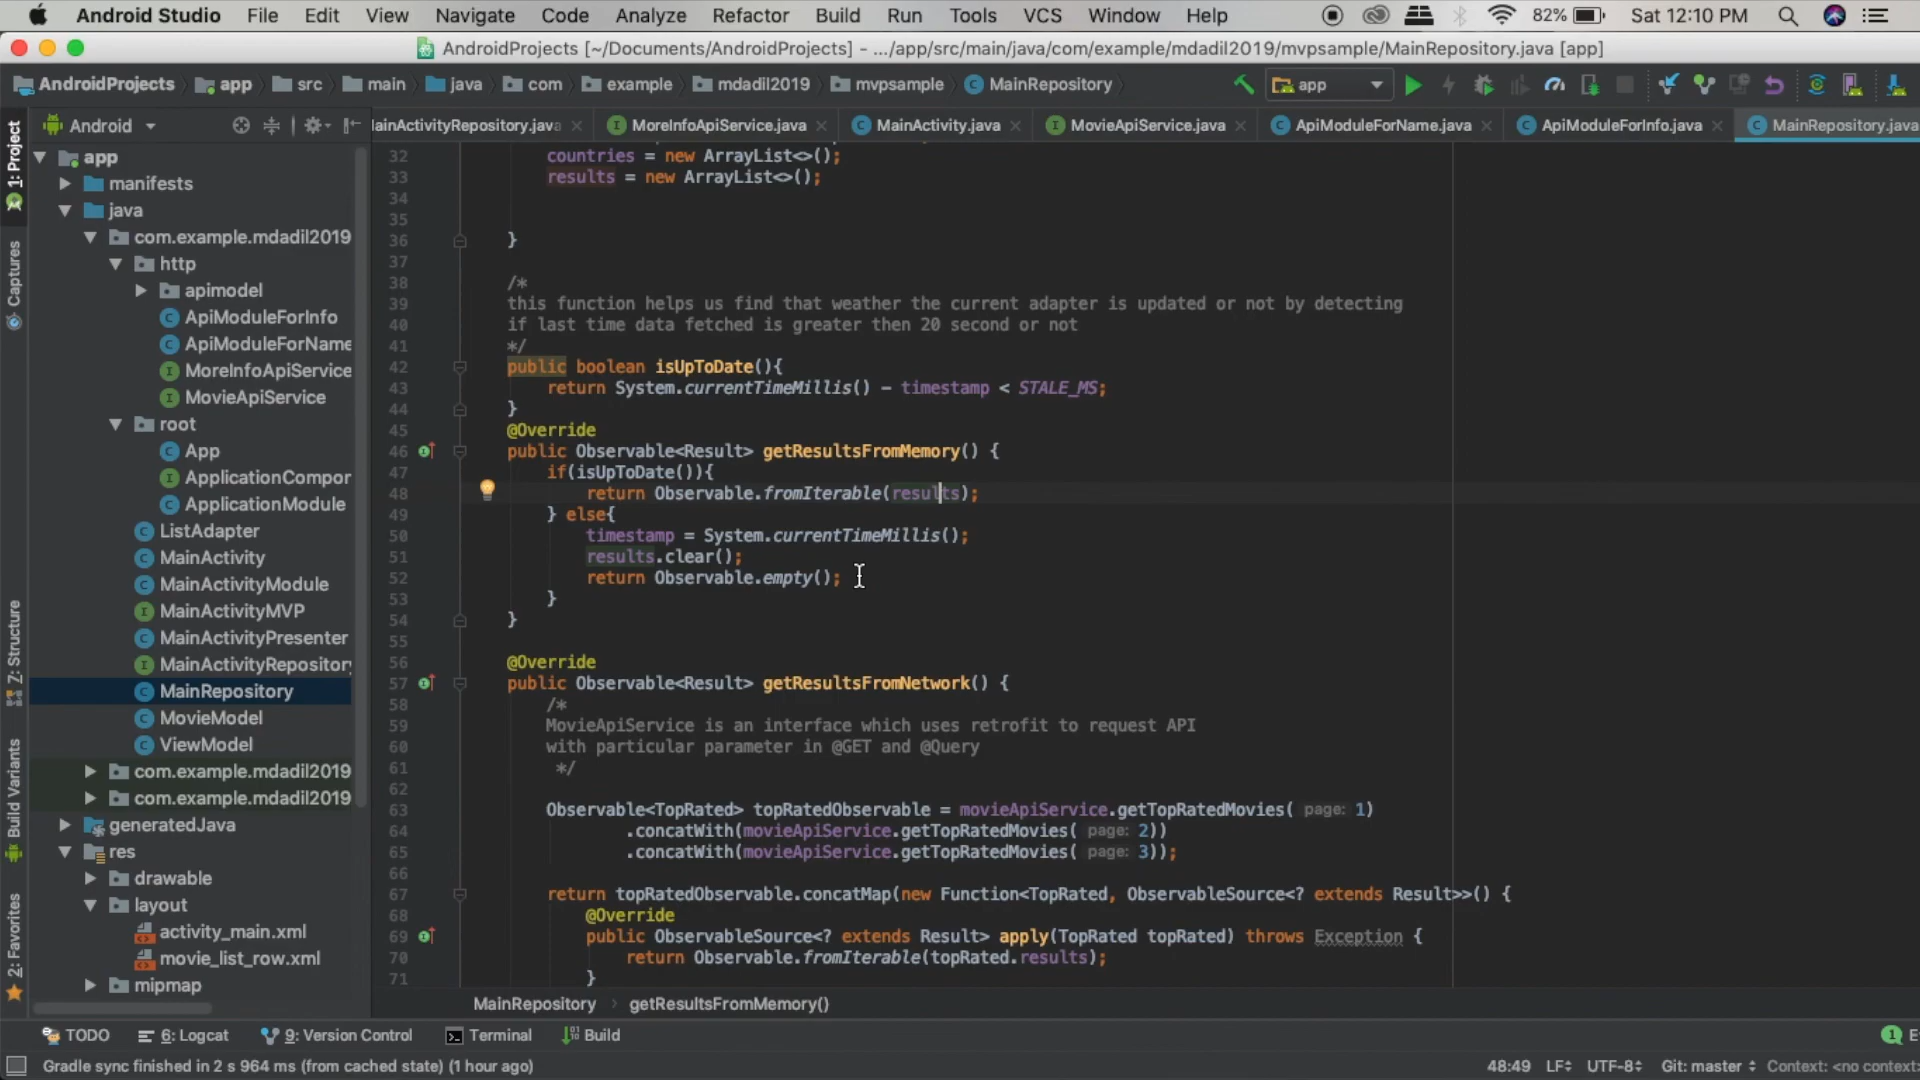 Android Studio File Edit View Navigate Code Analyze Refactor Build Run Tools VCS Window Help 82% Sat 12:10 PM
AndroidProjects [~/Documents/AndroidProjects] - .../app/src/main/java/com/example/mdadil2019/mvpsample/MainRepository.java [app]
AndroidProjects app src main java com example mdadil2019 mvpsample MainRepository app
Android ainActivityRepository.java MoreInfoApiService.java MainActivity.java MovieApiService.java ApiModuleForName.java ApiModuleForInfo.java MainRepository.java
1: Project
Captures
Z: Structure
Build Variants
2: Favorites
app
manifests
java
com.example.mdadil2019
http
apimodel
ApiModuleForInfo
ApiModuleForName
MoreInfoApiService
MovieApiService
root
App
ApplicationCompor
ApplicationModule
ListAdapter
MainActivity
MainActivityModule
MainActivityMVP
MainActivityPresenter
MainActivityRepository
MainRepository
MovieModel
ViewModel
com.example.mdadil2019
com.example.mdadil2019
generatedJava
res
drawable
layout
activity_main.xml
movie_list_row.xml
mipmap
32 countries = new ArrayList<>();
33 results = new ArrayList<>();
34
35
36 }
37
38 /*
39 this function helps us find that weather the current adapter is updated or not by detecting
40 if last time data fetched is greater then 20 second or not
41 */
42 public boolean isUpToDate(){
43 return System.currentTimeMillis() - timestamp < STALE_MS;
44 }
45 @Override
46 public Observable<Result> getResultsFromMemory() {
47 if(isUpToDate()){
48 return Observable.fromIterable(results);
49 } else{
50 timestamp = System.currentTimeMillis();
51 results.clear();
52 return Observable.empty();
53 }
54 }
55
56 @Override
57 public Observable<Result> getResultsFromNetwork() {
58 /*
59 MovieApiService is an interface which uses retrofit to request API
60 with particular parameter in @GET and @Query
61 */
62
63 Observable<TopRated> topRatedObservable = movieApiService.getTopRatedMovies( page: 1)
64 .concatWith(movieApiService.getTopRatedMovies( page: 2))
65 .concatWith(movieApiService.getTopRatedMovies( page: 3));
66
67 return topRatedObservable.concatMap(new Function<TopRated, ObservableSource<? extends Result>>() {
68 @Override
69 public ObservableSource<? extends Result> apply(TopRated topRated) throws Exception {
70 return Observable.fromIterable(topRated.results);
71 }
MainRepository getResultsFromMemory()
TODO 6: Logcat 9: Version Control Terminal Build 1 E
Gradle sync finished in 2 s 964 ms (from cached state) (1 hour ago) 48:49 LF UTF-8 Git: master Context: <no context